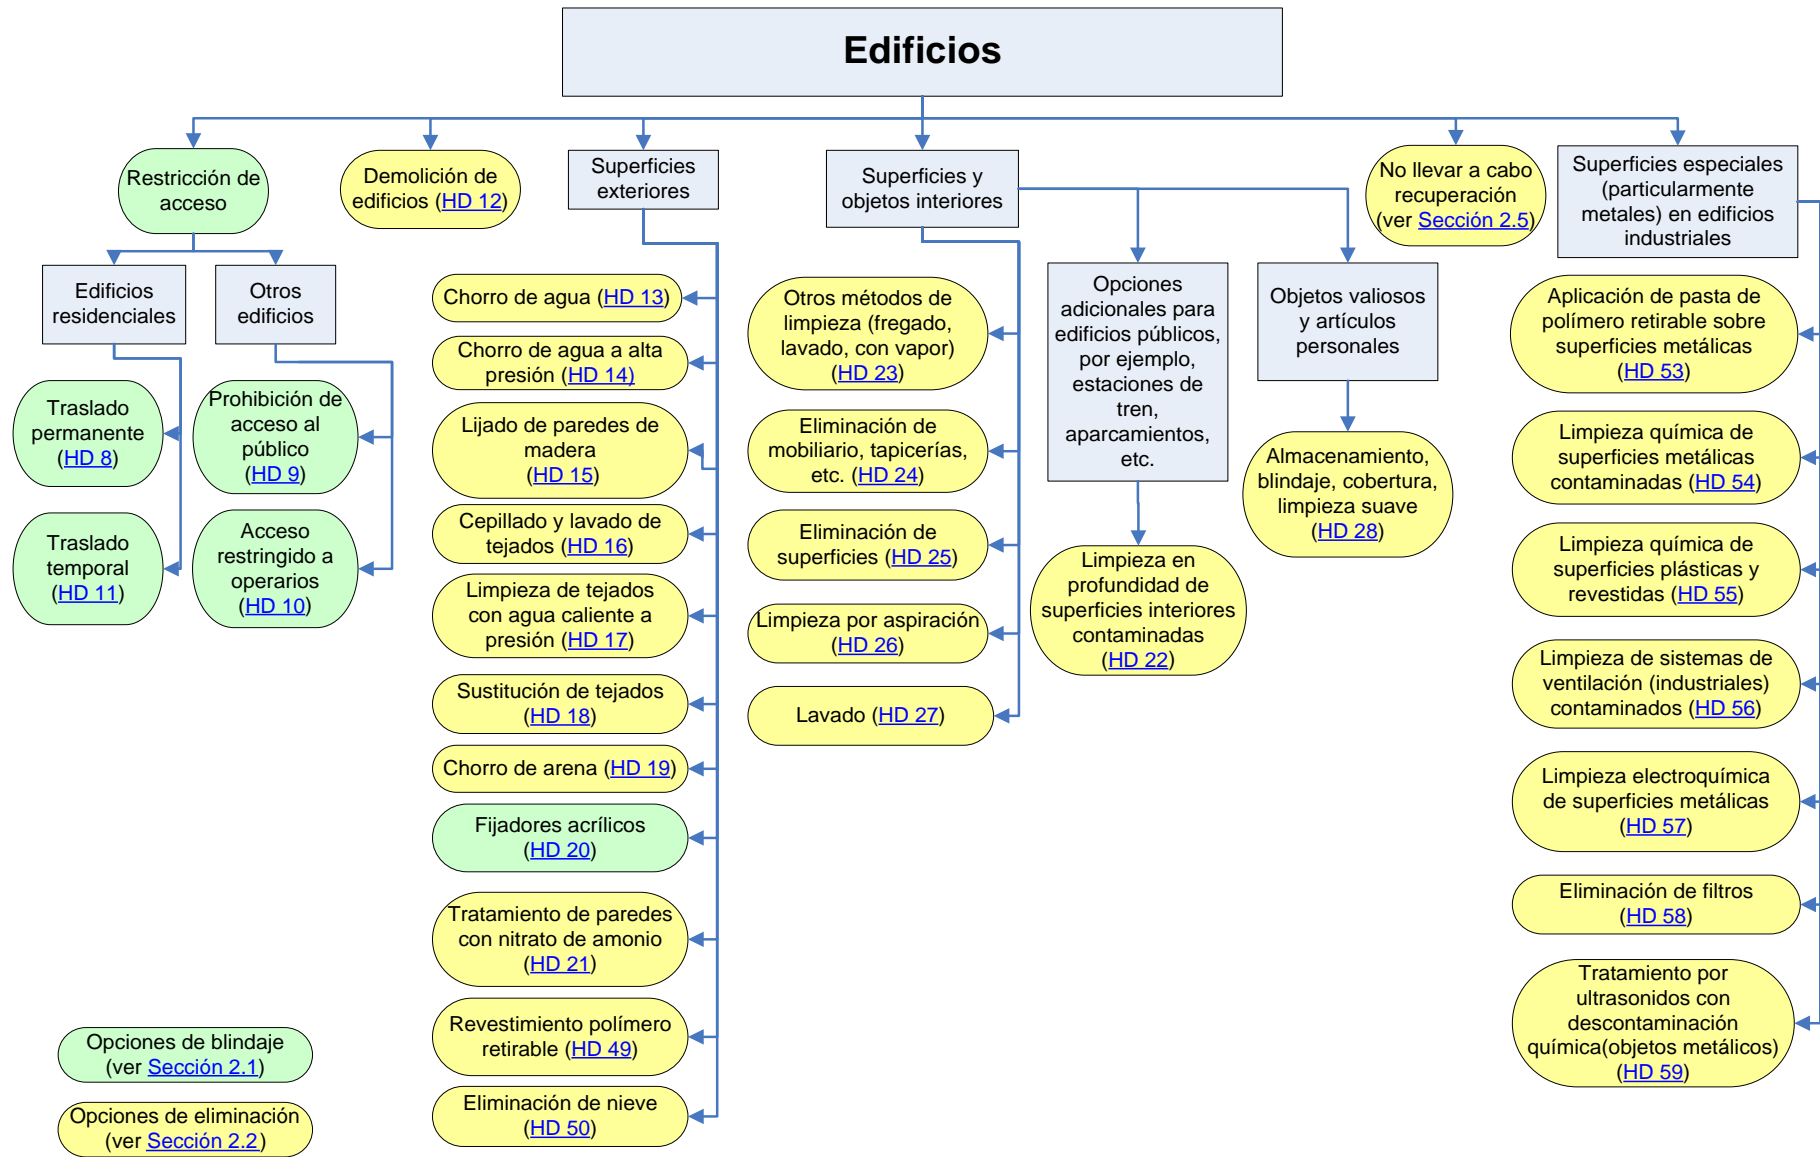 Edificios
Restricción de
acceso
Demolición de
edificios (HD 12)
Superficies
exteriores
Superficies y
objetos interiores
No llevar a cabo
recuperación
(ver Sección 2.5)
Superficies especiales
(particularmente
metales) en edificios
industriales
Edificios
residenciales
Otros
edificios
Traslado
permanente
(HD 8)
Traslado
temporal
(HD 11)
Prohibición de
acceso al
público
(HD 9)
Acceso
restringido a
operarios
(HD 10)
Chorro de agua (HD 13)
Chorro de agua a alta
presión (HD 14)
Lijado de paredes de
madera
(HD 15)
Cepillado y lavado de
tejados (HD 16)
Limpieza de tejados
con agua caliente a
presión (HD 17)
Sustitución de tejados
(HD 18)
Chorro de arena (HD 19)
Fijadores acrílicos
(HD 20)
Tratamiento de paredes
con nitrato de amonio
(HD 21)
Revestimiento polímero
retirable (HD 49)
Eliminación de nieve
(HD 50)
Otros métodos de
limpieza (fregado,
lavado, con vapor)
(HD 23)
Eliminación de
mobiliario, tapicerías,
etc. (HD 24)
Eliminación de
superficies (HD 25)
Limpieza por aspiración
(HD 26)
Lavado (HD 27)
Opciones
adicionales para
edificios públicos,
por ejemplo,
estaciones de
tren,
aparcamientos,
etc.
Limpieza en
profundidad de
superficies interiores
contaminadas
(HD 22)
Objetos valiosos
y artículos
personales
Almacenamiento,
blindaje, cobertura,
limpieza suave
(HD 28)
Aplicación de pasta de
polímero retirable sobre
superficies metálicas
(HD 53)
Limpieza química de
superficies metálicas
contaminadas (HD 54)
Limpieza química de
superficies plásticas y
revestidas (HD 55)
Limpieza de sistemas de
ventilación (industriales)
contaminados (HD 56)
Limpieza electroquímica
de superficies metálicas
(HD 57)
Eliminación de filtros
(HD 58)
Tratamiento por
ultrasonidos con
descontaminación
química(objetos metálicos)
(HD 59)
Opciones de blindaje
(ver Sección 2.1)
Opciones de eliminación
(ver Sección 2.2)